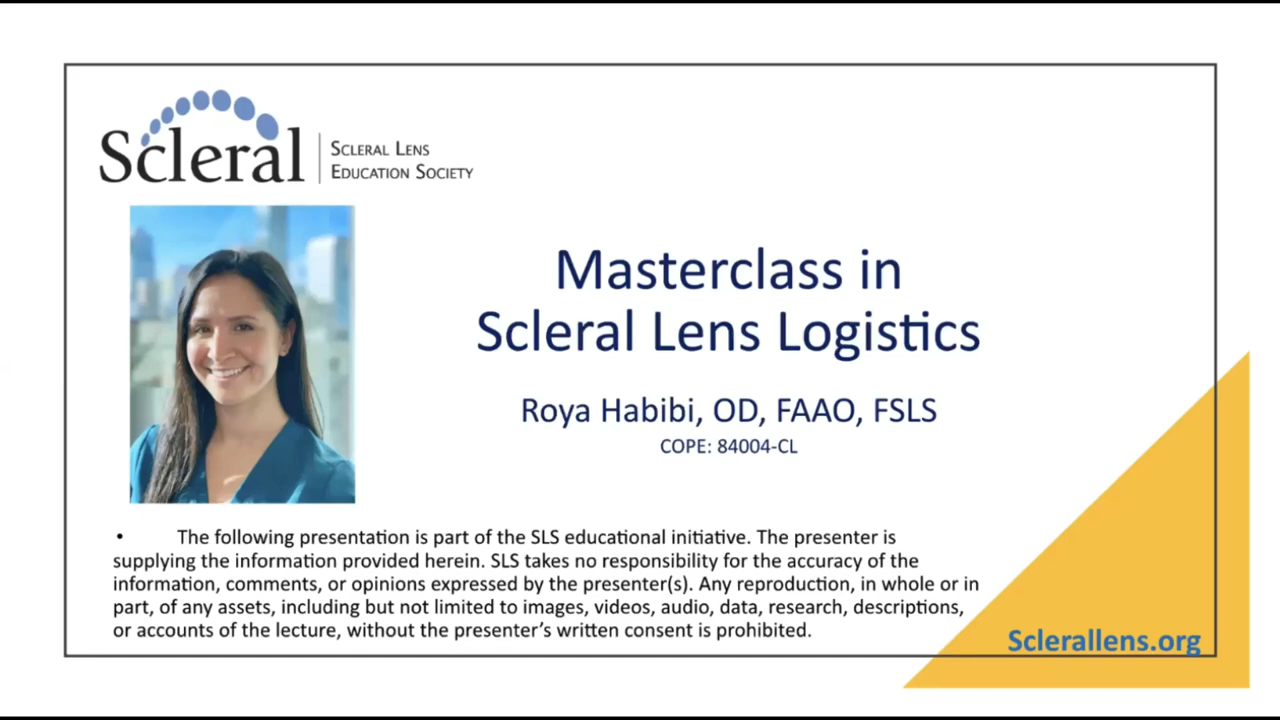 Scleral
SCLERAL LENS
EDUCATION SOCIETY
Masterclass in
Scleral Lens Logistics
Roya Habibi, OD, FAAO, FSLS
COPE: 84004-CL
• The following presentation is part of the SLS educational initiative. The presenter is
supplying the information provided herein. SLS takes no responsibility for the accuracy of the
information, comments, or opinions expressed by the presenter(s). Any reproduction, in whole or in
part, of any assets, including but not limited to images, videos, audio, data, research, descriptions,
or accounts of the lecture, without the presenter's written consent is prohibited.
Sclerallens.org